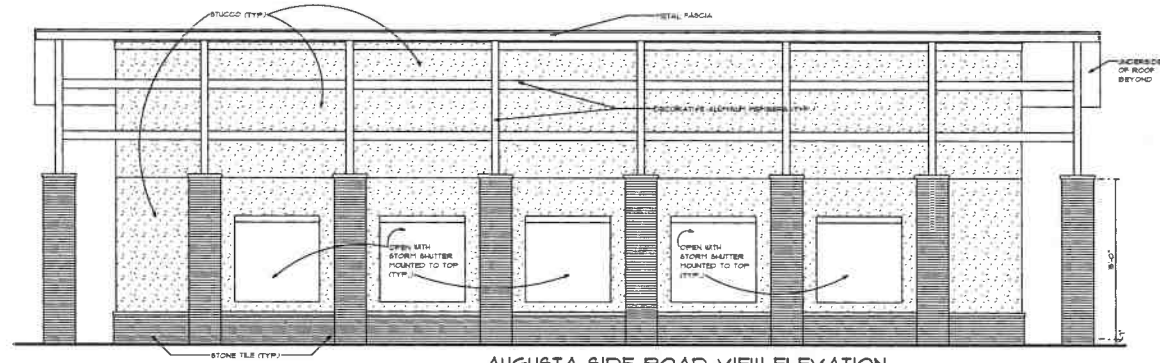 STUCCO (TYP.)
METAL FASCIA
UNDERSIDE
OF ROOF
BEYOND
DECORATIVE ALUMINUM MEMBERS (TYP.)
OPEN WITH
STORM SHUTTER
MOUNTED TO TOP
(TYP.)
OPEN WITH
STORM SHUTTER
MOUNTED TO TOP
(TYP.)
STONE TILE (TYP.)
AUGUSTA SIDE ROAD VIEW ELEVATION